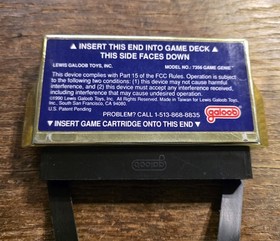 ▲ INSERT THIS END INTO GAME DECK ▲
THIS SIDE FACES DOWN
LEWIS GALOOB TOYS, INC. MODEL NO.: 7356 GAME GENIE™
This device complies with Part 15 of the FCC Rules. Operation is subject
to the following two conditions: (1) this device may not cause harmful
interference, and (2) this device must accept any interference received,
including interference that may cause undesired operation.
©1990 Lewis Galoob Toys, Inc. All Rights Reserved. Made in Taiwan for Lewis Galoob Toys,
Inc., South San Francisco, CA 94080
U.S. Patent Pending
PROBLEM? CALL 1-513-868-8835
▼ INSERT GAME CARTRIDGE ONTO THIS END ▼
galoob
galoob